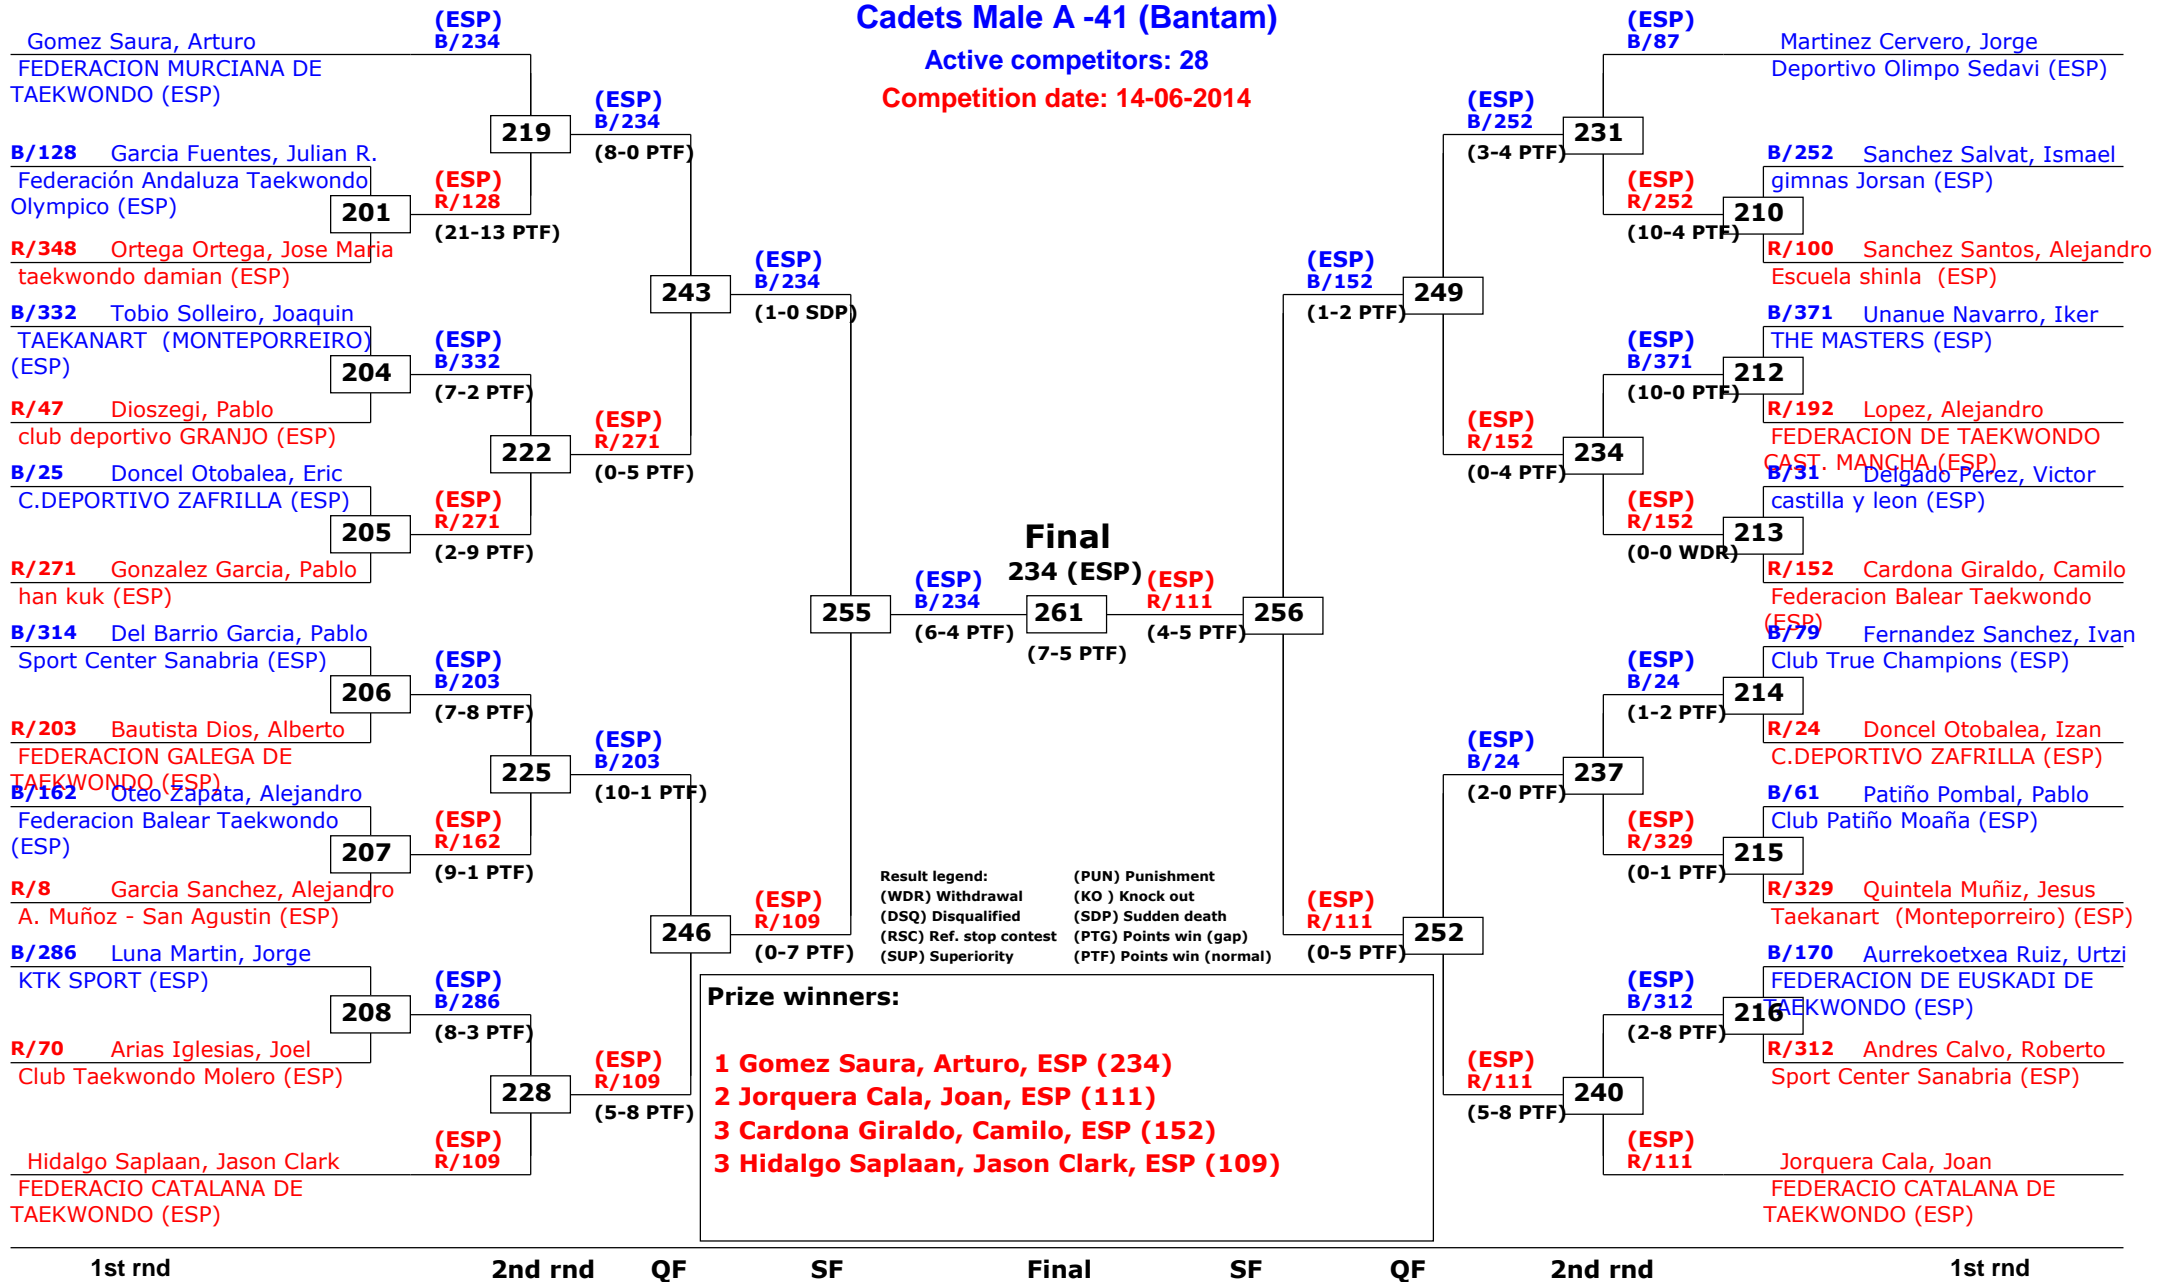 Cadets Male A -41 (Bantam)
Active competitors: 28
Competition date: 14-06-2014
Gomez Saura, Arturo
FEDERACION MURCIANA DE
TAEKWONDO (ESP)
B/128 Garcia Fuentes, Julian R.
Federación Andaluza Taekwondo
Olympico (ESP)
201
R/348 Ortega Ortega, Jose Maria
taekwondo damian (ESP)
B/332 Tobio Solleiro, Joaquin
TAEKANART (MONTEPORREIRO)
(ESP)
204
R/47 Dioszegi, Pablo
club deportivo GRANJO (ESP)
B/25 Doncel Otobalea, Eric
C.DEPORTIVO ZAFRILLA (ESP)
205
R/271 Gonzalez Garcia, Pablo
han kuk (ESP)
B/314 Del Barrio Garcia, Pablo
Sport Center Sanabria (ESP)
206
R/203 Bautista Dios, Alberto
FEDERACION GALEGA DE
TAEKWONDO (ESP)
B/162 Oteo Zapata, Alejandro
Federacion Balear Taekwondo
(ESP)
207
R/8 Garcia Sanchez, Alejandro
A. Muñoz - San Agustin (ESP)
B/286 Luna Martin, Jorge
KTK SPORT (ESP)
208
R/70 Arias Iglesias, Joel
Club Taekwondo Molero (ESP)
Hidalgo Saplaan, Jason Clark
FEDERACIO CATALANA DE
TAEKWONDO (ESP)
(ESP)
B/234
219
(ESP)
R/128
(21-13 PTF)
(ESP)
B/332
(7-2 PTF)
222
(ESP)
R/271
(2-9 PTF)
(ESP)
B/203
(7-8 PTF)
225
(ESP)
R/162
(9-1 PTF)
(ESP)
B/286
(8-3 PTF)
228
(ESP)
R/109
(ESP)
B/234
(8-0 PTF)
243
(ESP)
R/271
(0-5 PTF)
(ESP)
B/203
(10-1 PTF)
246
(ESP)
R/109
(5-8 PTF)
(ESP)
B/234
(1-0 SDP)
255
(ESP)
R/109
(0-7 PTF)
(ESP)
B/234
(6-4 PTF)
Final
234 (ESP)
261
(7-5 PTF)
(ESP)
R/111
(4-5 PTF)
256
(ESP)
B/152
(1-2 PTF)
249
(ESP)
R/111
(0-5 PTF)
252
(ESP)
B/252
(3-4 PTF)
231
(ESP)
R/152
(0-4 PTF)
234
(ESP)
B/24
(2-0 PTF)
237
(ESP)
R/111
(5-8 PTF)
240
(ESP)
B/87
(ESP)
R/252
(10-4 PTF)
(ESP)
B/371
(10-0 PTF)
(ESP)
R/152
(0-0 WDR)
(ESP)
B/24
(1-2 PTF)
(ESP)
R/329
(0-1 PTF)
(ESP)
B/312
(2-8 PTF)
(ESP)
R/111
Martinez Cervero, Jorge
Deportivo Olimpo Sedavi (ESP)
B/252 Sanchez Salvat, Ismael
gimnas Jorsan (ESP)
210
R/100 Sanchez Santos, Alejandro
Escuela shinla (ESP)
B/371 Unanue Navarro, Iker
THE MASTERS (ESP)
212
R/192 Lopez, Alejandro
FEDERACION DE TAEKWONDO
CAST. MANCHA (ESP)
B/31 Delgado Perez, Victor
castilla y leon (ESP)
213
R/152 Cardona Giraldo, Camilo
Federacion Balear Taekwondo
(ESP)
B/79 Fernandez Sanchez, Ivan
Club True Champions (ESP)
214
R/24 Doncel Otobalea, Izan
C.DEPORTIVO ZAFRILLA (ESP)
B/61 Patiño Pombal, Pablo
Club Patiño Moaña (ESP)
215
R/329 Quintela Muñiz, Jesus
Taekanart (Monteporreiro) (ESP)
B/170 Aurrekoetxea Ruiz, Urtzi
FEDERACION DE EUSKADI DE
TAEKWONDO (ESP)
216
R/312 Andres Calvo, Roberto
Sport Center Sanabria (ESP)
Jorquera Cala, Joan
FEDERACIO CATALANA DE
TAEKWONDO (ESP)
Result legend: (PUN) Punishment
(WDR) Withdrawal (KO ) Knock out
(DSQ) Disqualified (SDP) Sudden death
(RSC) Ref. stop contest (PTG) Points win (gap)
(SUP) Superiority (PTF) Points win (normal)
Prize winners:
1 Gomez Saura, Arturo, ESP (234)
2 Jorquera Cala, Joan, ESP (111)
3 Cardona Giraldo, Camilo, ESP (152)
3 Hidalgo Saplaan, Jason Clark, ESP (109)
1st rnd 2nd rnd QF SF Final SF QF 2nd rnd 1st rnd